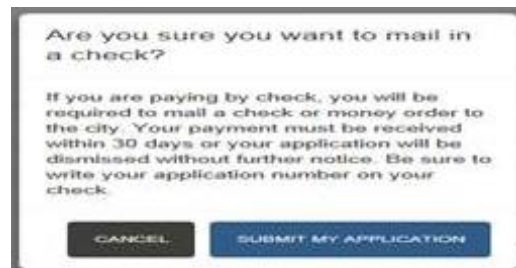 Are you sure you want to mail in
a check?
If you are paying by check, you will be
required to mail a check or money order to
the city. Your payment must be received
within 30 days or your application will be
dismissed without further notice. Be sure to
write your application number on your
check.
CANCEL
SUBMIT MY APPLICATION